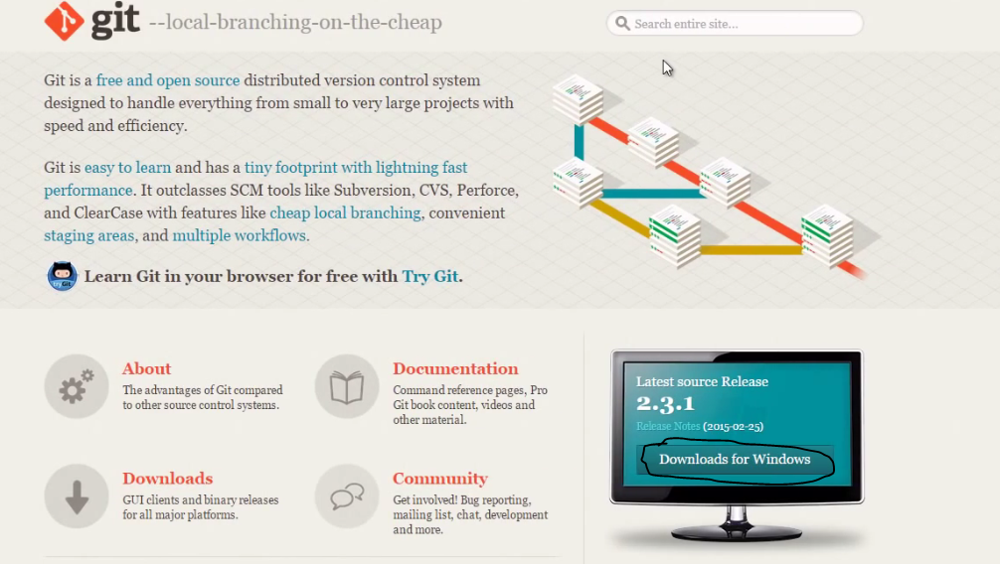 git --local-branching-on-the-cheap
Search entire site...
Git is a free and open source distributed version control system
designed to handle everything from small to very large projects with
speed and efficiency.
Git is easy to learn and has a tiny footprint with lightning fast
performance. It outclasses SCM tools like Subversion, CVS, Perforce,
and ClearCase with features like cheap local branching, convenient
staging areas, and multiple workflows.
Learn Git in your browser for free with Try Git.
About
The advantages of Git compared
to other source control systems.
Documentation
Command reference pages, Pro
Git book content, videos and
other material.
Downloads
GUI clients and binary releases
for all major platforms.
Community
Get involved! Bug reporting,
mailing list, chat, development
and more.
Latest source Release
2.3.1
Release Notes (2015-02-25)
Downloads for Windows